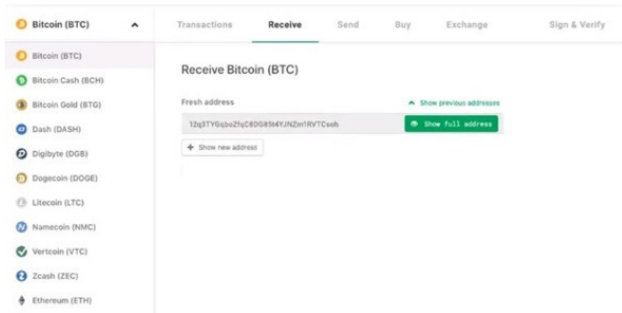 Bitcoin (BTC)
Transactions Receive Send Buy Exchange Sign & Verify
Bitcoin (BTC)
Bitcoin Cash (BCH)
Bitcoin Gold (BTG)
Dash (DASH)
Digibyte (DGB)
Dogecoin (DOGE)
Litecoin (LTC)
Namecoin (NMC)
Vertcoin (VTC)
Zcash (ZEC)
Ethereum (ETH)
Receive Bitcoin (BTC)
Fresh address Show previous addresses
Show full address
+ Show new address